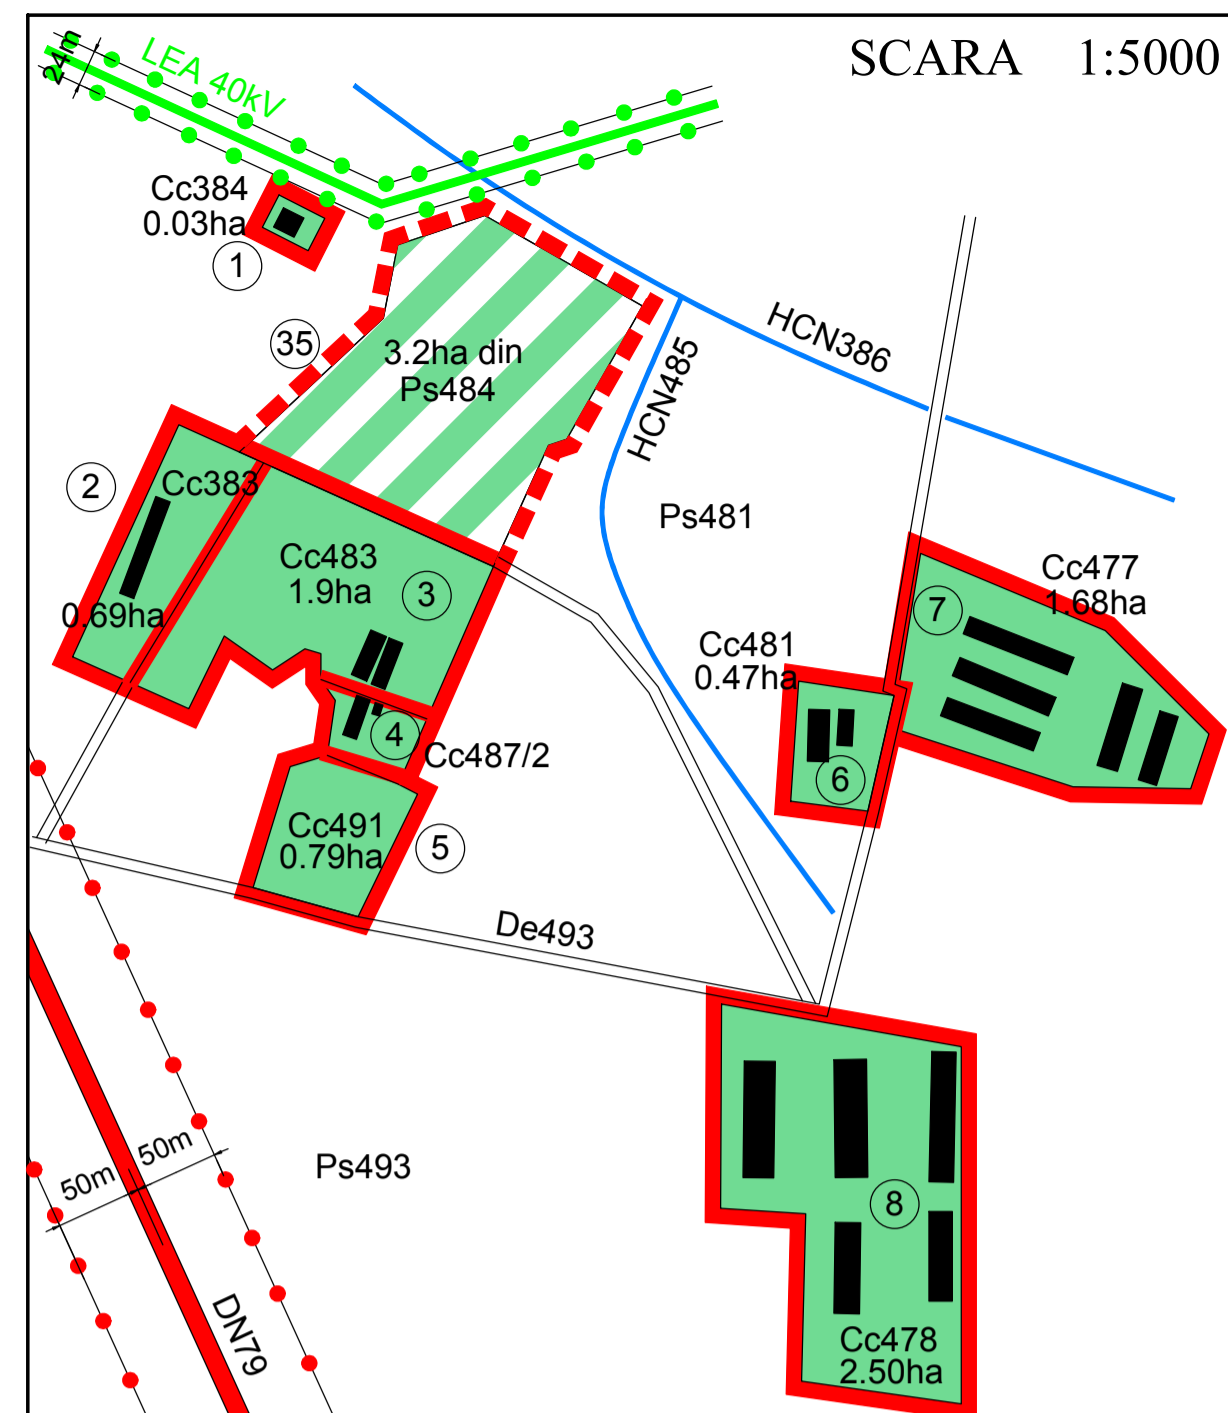 SCARA 1:5000
24m
LEA 40kV
Cc384
0.03ha
1
35
3.2ha din
Ps484
HCN386
HCN485
2
Cc383
0.69ha
Cc483
1.9ha
3
Ps481
Cc477
1.68ha
7
Cc481
0.47ha
6
4
Cc487/2
Cc491
0.79ha
5
De493
50m
50m
Ps493
DN79
8
Cc478
2.50ha